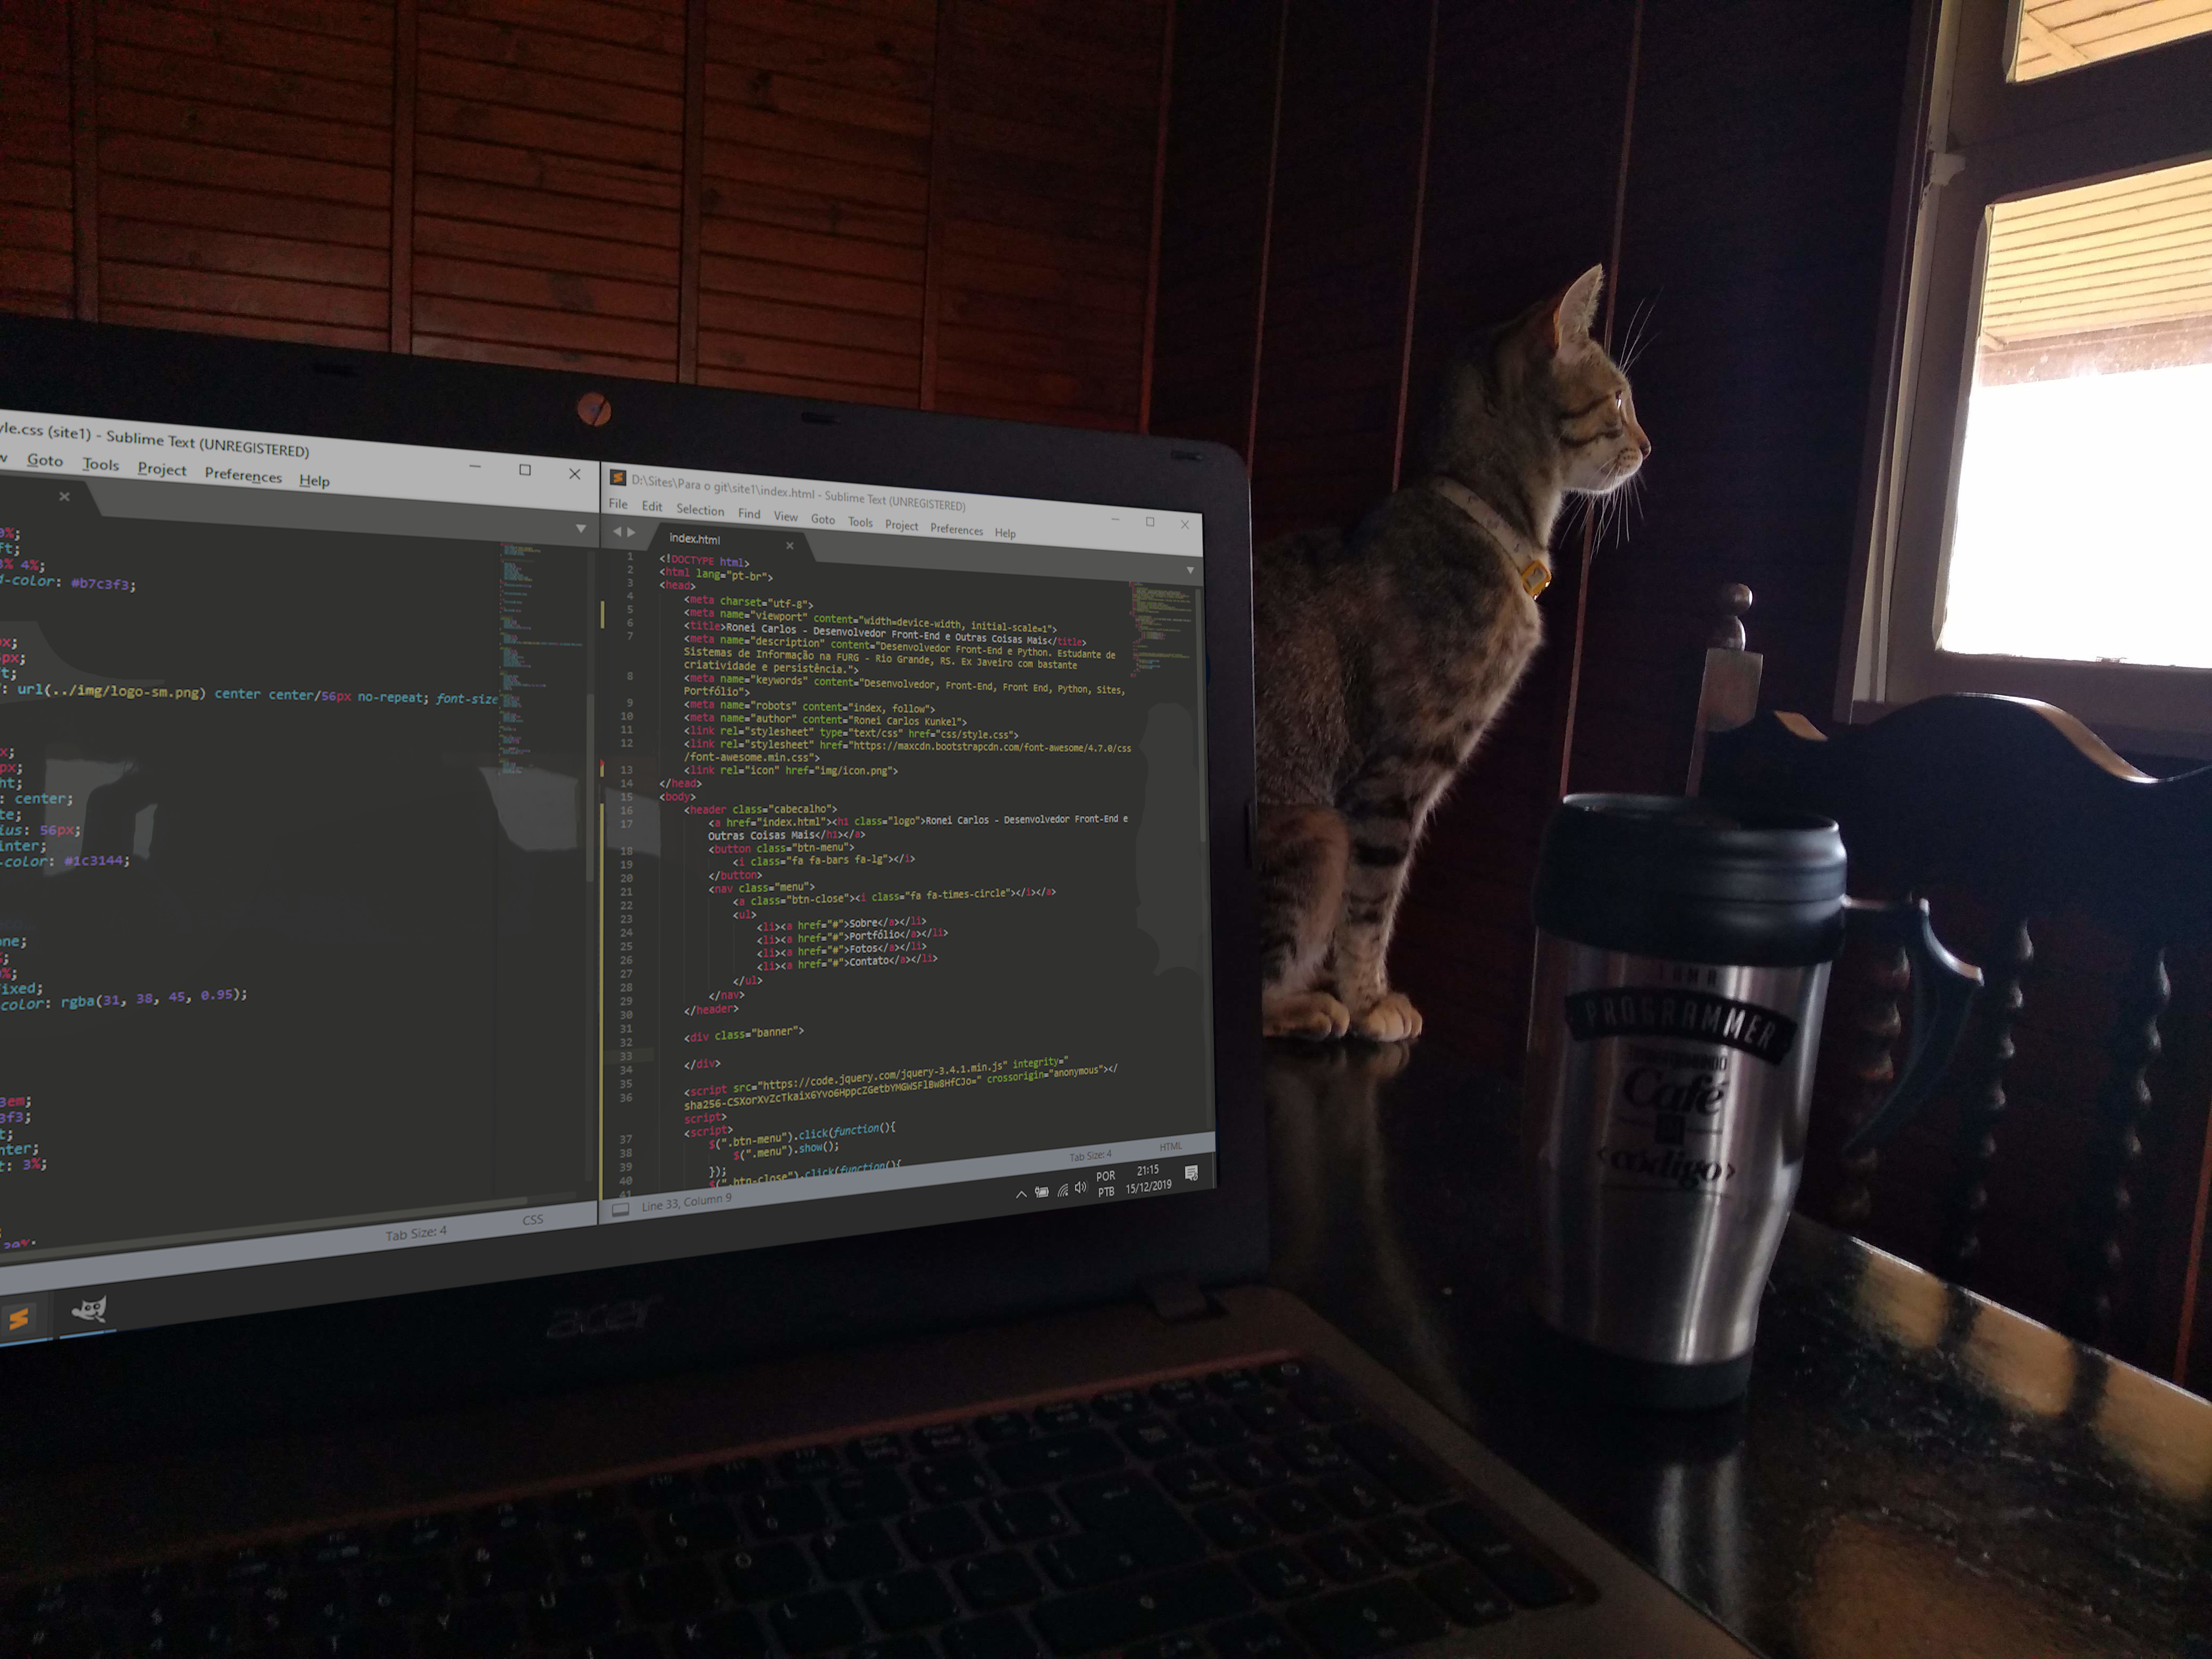 yle.css (site1) - Sublime Text (UNREGISTERED)
w Goto Tools Project Preferences Help
0%;
ft;
3% 4%;
d-color: #b7c3f3;
px;
5px;
t;
: url(../img/logo-sm.png) center center/56px no-repeat; font-size
x;
px;
ht;
: center;
te;
dius: 56px;
inter;
-color: #1c3144;
one;
%;
0%;
fixed;
color: rgba(31, 38, 45, 0.95);
3em;
3f3;
t;
nter;
t: 3%;
Tab Size: 4 CSS
D:\Sites\Para o git\site1\index.html - Sublime Text (UNREGISTERED)
File Edit Selection Find View Goto Tools Project Preferences Help
index.html
1 <!DOCTYPE html>
2 <html lang="pt-br">
3 <head>
4 <meta charset="utf-8">
5 <meta name="viewport" content="width=device-width, initial-scale=1">
6 <title>Ronei Carlos - Desenvolvedor Front-End e Outras Coisas Mais</title>
7 <meta name="description" content="Desenvolvedor Front-End e Python. Estudante de
Sistemas de Informação na FURG - Rio Grande, RS. Ex Javeiro com bastante
criatividade e persistência.">
8 <meta name="keywords" content="Desenvolvedor, Front-End, Front End, Python, Sites,
Portfólio">
9 <meta name="robots" content="index, follow">
10 <meta name="author" content="Ronei Carlos Kunkel">
11 <link rel="stylesheet" type="text/css" href="css/style.css">
12 <link rel="stylesheet" href="https://maxcdn.bootstrapcdn.com/font-awesome/4.7.0/css
/font-awesome.min.css">
13 <link rel="icon" href="img/icon.png">
14 </head>
15 <body>
16 <header class="cabecalho">
17 <a href="index.html"><h1 class="logo">Ronei Carlos - Desenvolvedor Front-End e
Outras Coisas Mais</h1></a>
18 <button class="btn-menu">
19 <i class="fa fa-bars fa-lg"></i>
20 </button>
21 <nav class="menu">
22 <a class="btn-close"><i class="fa fa-times-circle"></i></a>
23 <ul>
24 <li><a href="#">Sobre</a></li>
25 <li><a href="#">Portfólio</a></li>
26 <li><a href="#">Fotos</a></li>
27 <li><a href="#">Contato</a></li>
28 </ul>
29 </nav>
30 </header>
31
32 <div class="banner">
33
34 </div>
35
36 <script src="https://code.jquery.com/jquery-3.4.1.min.js" integrity="
sha256-CSXorXvZcTkaix6Yvo6HppcZGetbYMGWSFlBw8HfCJo=" crossorigin="anonymous"></
script>
37 <script>
38 $(".btn-menu").click(function(){
39 $(".menu").show();
40 });
41 $(".btn-close").click(function(){
Line 33, Column 9 Tab Size: 4 HTML
POR
PTB
21:15
15/12/2019
acer
PROGRAMMER
Café
<código>